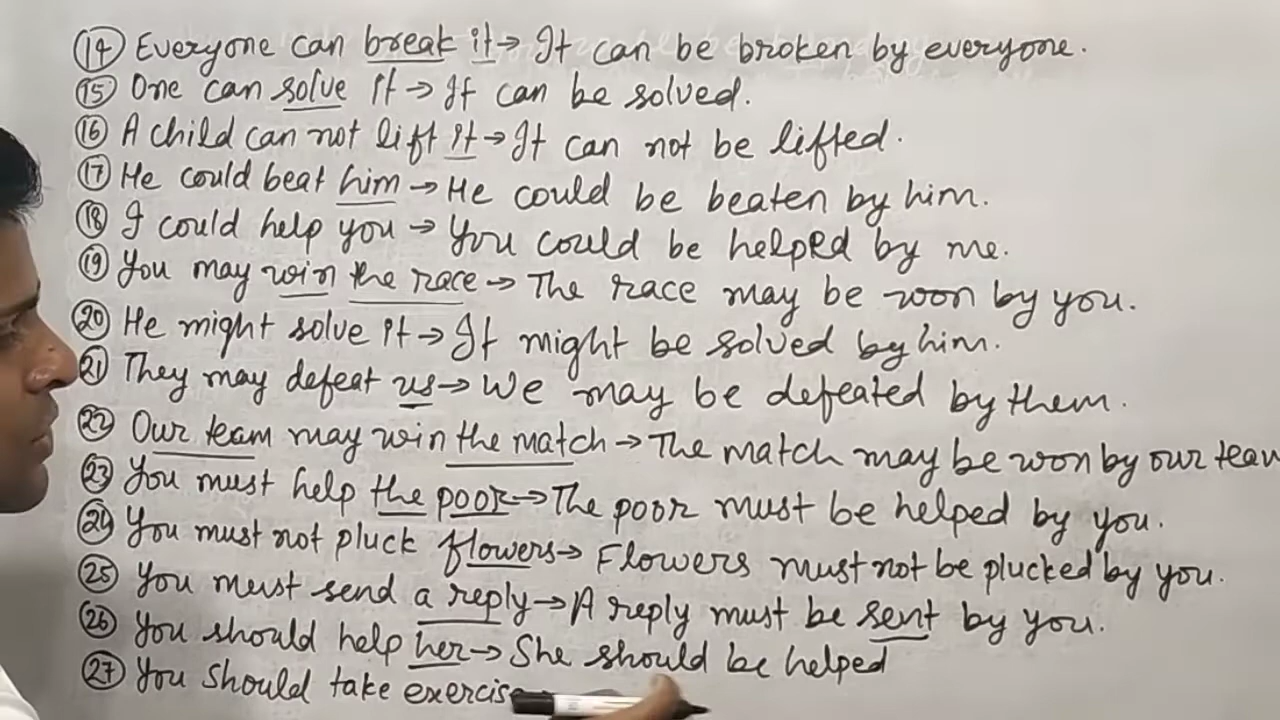 (14) Everyone can break it → It can be broken by everyone.
(15) One can solve it → It can be solved.
(16) A child can not lift it → It can not be lifted.
(17) He could beat him → He could be beaten by him.
(18) I could help you → You could be helped by me.
(19) You may win the race → The race may be won by you.
(20) He might solve it → It might be solved by him.
(21) They may defeat us → We may be defeated by them.
(22) Our team may win the match → The match may be won by our team
(23) You must help the poor → The poor must be helped by you.
(24) You must not pluck flowers → Flowers must not be plucked by you.
(25) You must send a reply → A reply must be sent by you.
(26) You should help her → She should be helped
(27) You should take exercise